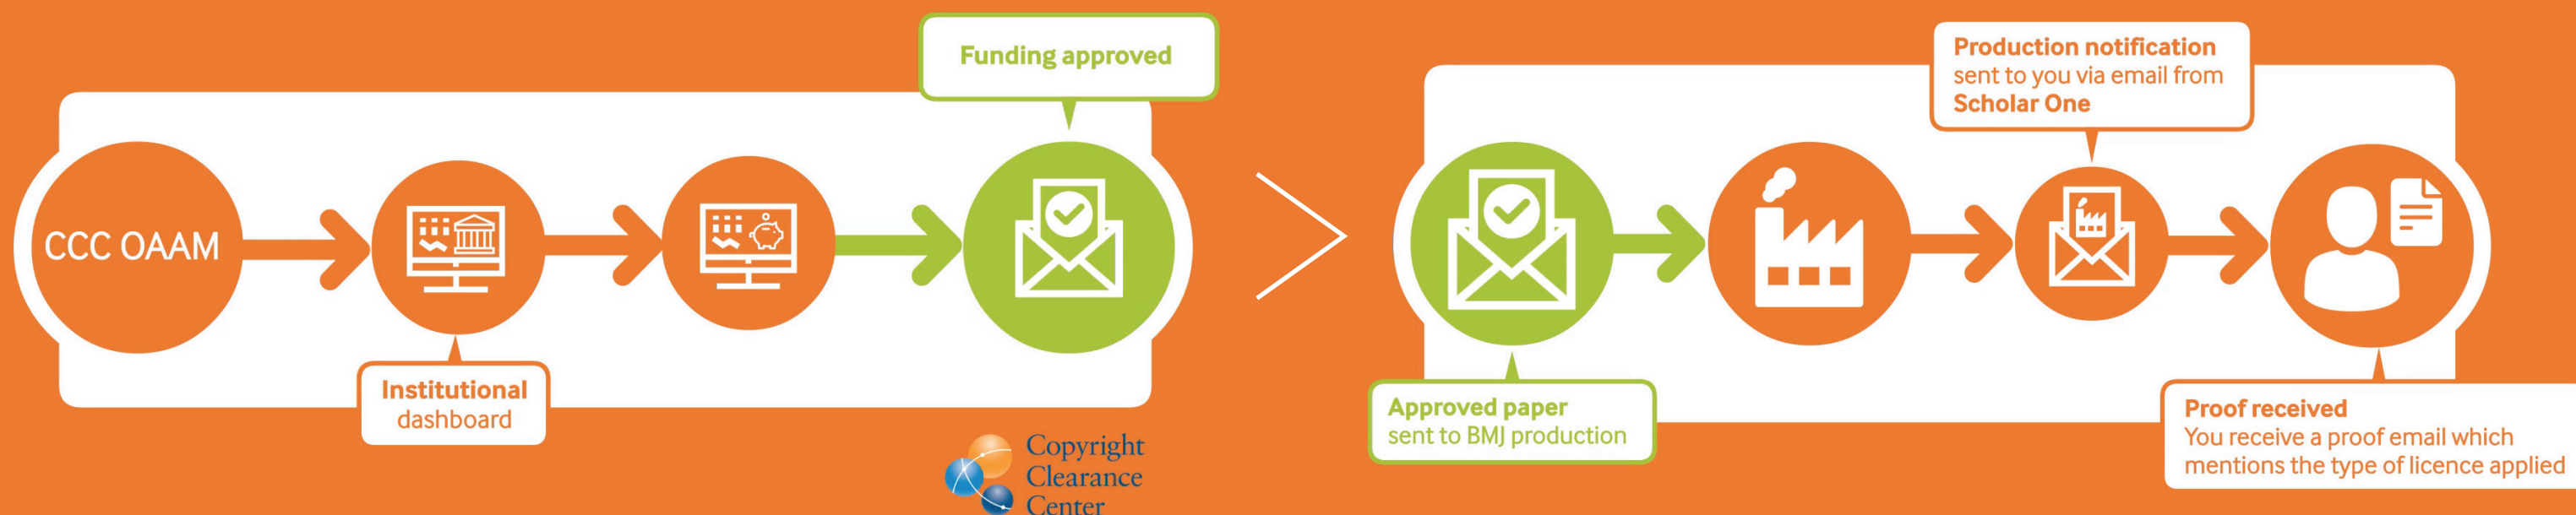 CCC OAAM
Institutional
dashboard
Funding approved
Copyright
Clearance
Center
Approved paper
sent to BMJ production
Production notification
sent to you via email from
Scholar One
Proof received
You receive a proof email which
mentions the type of licence applied